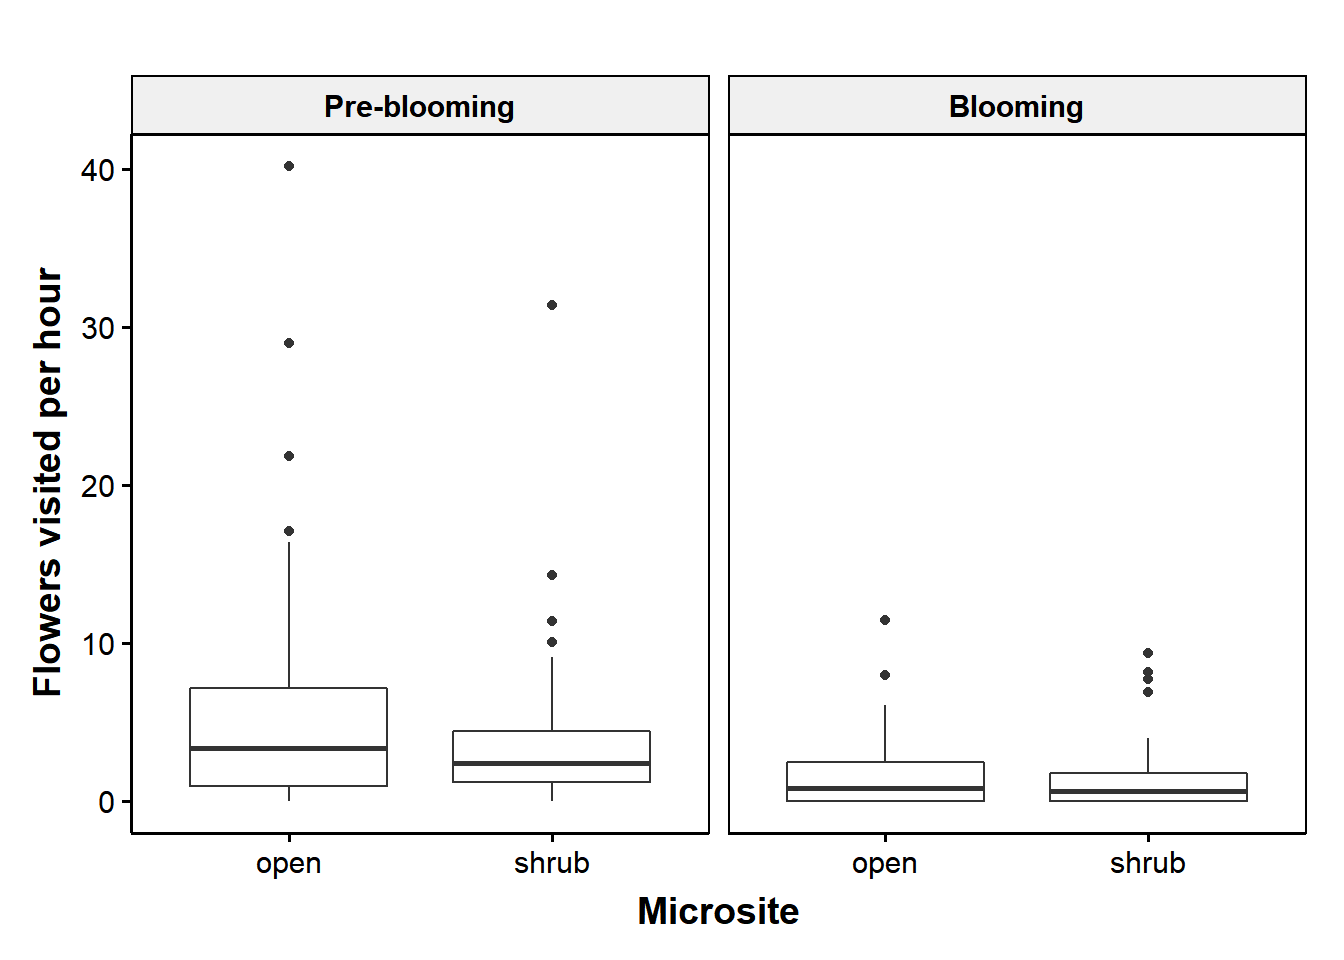 Pre-blooming
Blooming
Flowers visited per hour
40
30
20
10
0
open
shrub
open
shrub
Microsite